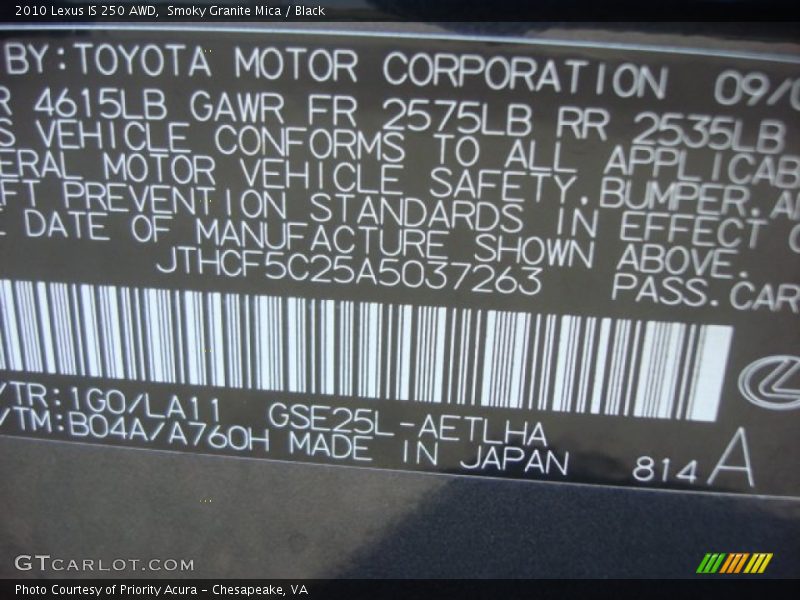 2010 Lexus IS 250 AWD, Smoky Granite Mica / Black
BY:TOYOTA MOTOR CORPORATION 09/0
R 4615LB GAWR FR 2575LB RR 2535LB
S VEHICLE CONFORMS TO ALL APPLICAB
ERAL MOTOR VEHICLE SAFETY,BUMPER,A
FT PREVENTION STANDARDS IN EFFECT O
E DATE OF MANUFACTURE SHOWN ABOVE.
JTHCF5C25A5037263 PASS.CAR
/TR:1G0/LA11 GSE25L-AETLHA
/TM:B04A/A760H MADE IN JAPAN 814A
GTCARLOT.COM
Photo Courtesy of Priority Acura - Chesapeake, VA